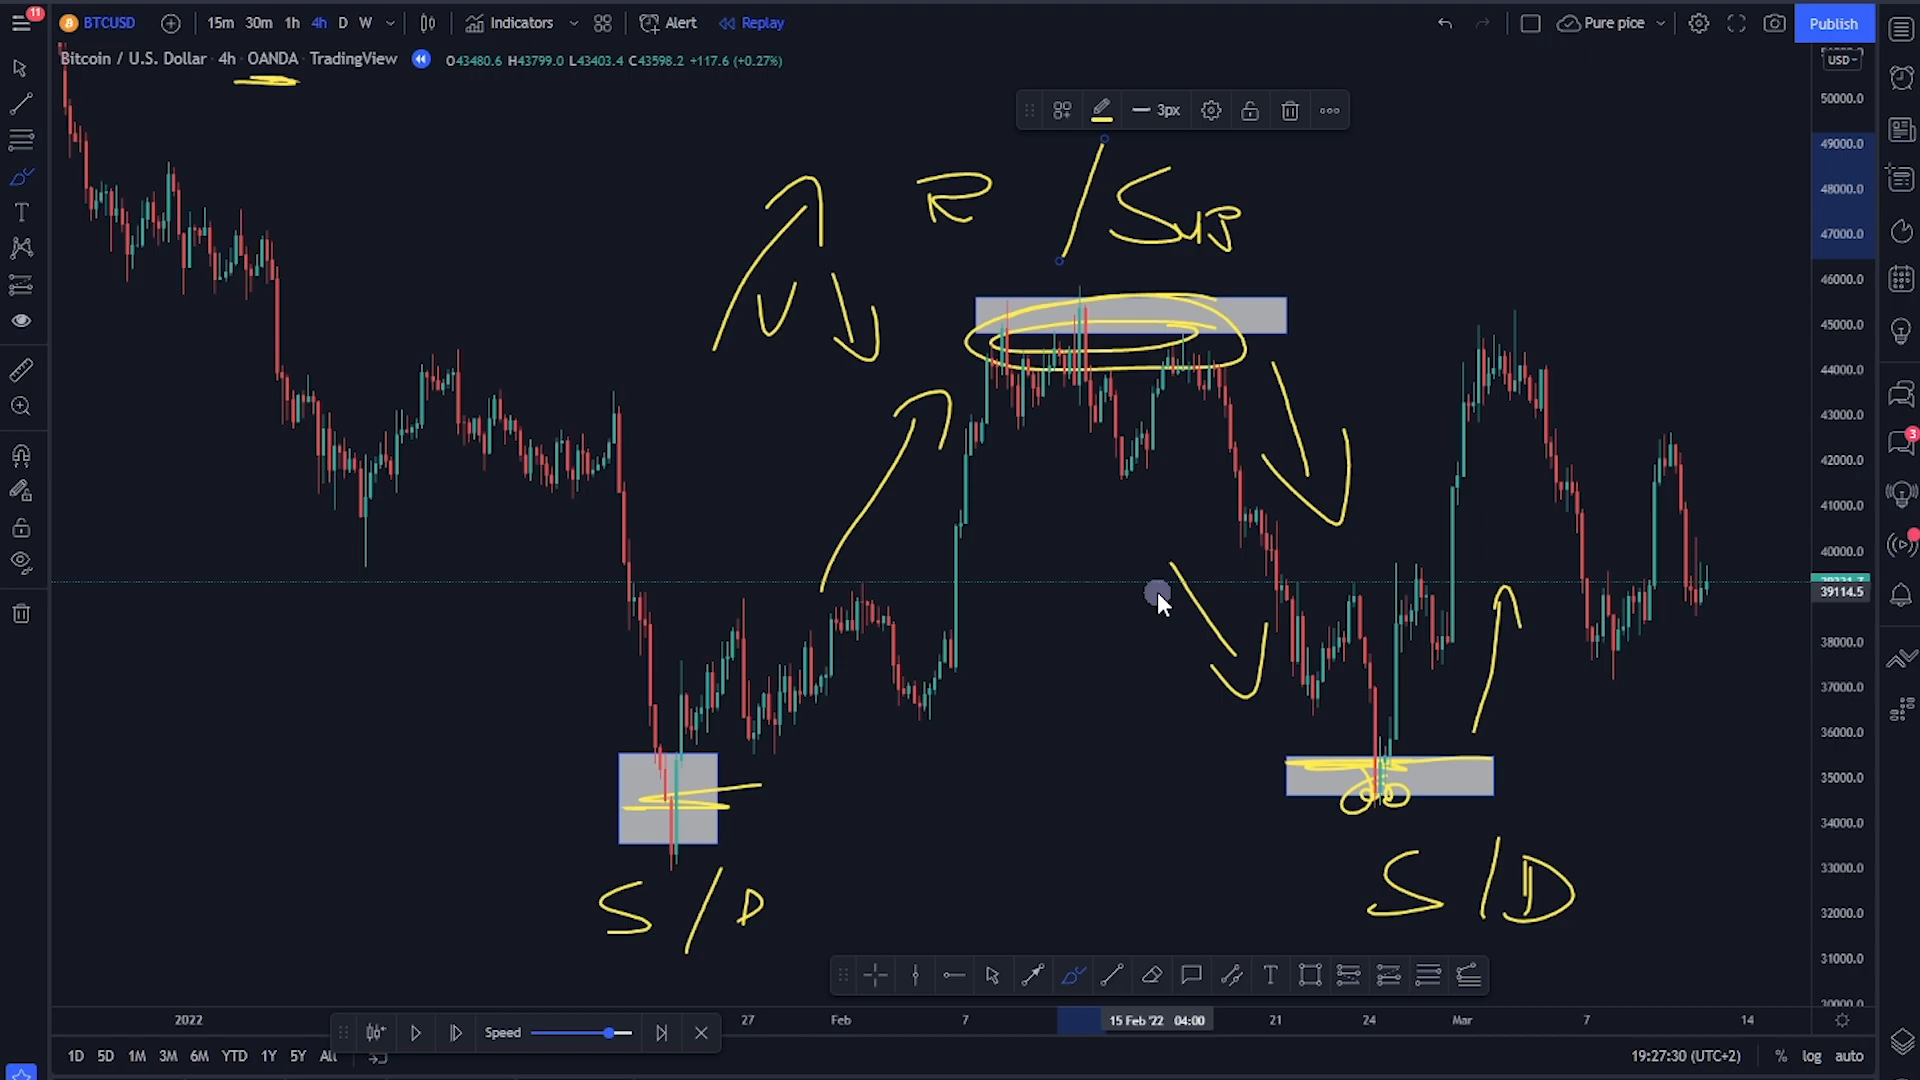 11
BTCUSD 15m 30m 1h 4h D W Indicators Alert Replay Pure pice Publish
Bitcoin / U.S. Dollar · 4h · OANDA · TradingView O43480.6 H43799.0 L43403.4 C43598.2 +117.6 (+0.27%)
USD
3px
50000.0
49000.0
48000.0
47000.0
46000.0
45000.0
44000.0
43000.0
42000.0
41000.0
40000.0
39114.5
38000.0
37000.0
36000.0
35000.0
34000.0
33000.0
32000.0
31000.0
30000.0
R / Sup
S / D
S / D
3
2022 27 Feb 7 15 Feb '22 04:00 21 24 Mar 7 14
Speed
1D 5D 1M 3M 6M YTD 1Y 5Y All 19:27:30 (UTC+2) % log auto